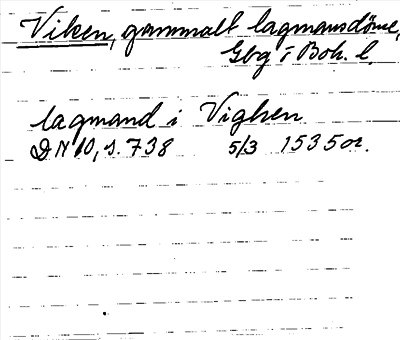 Viken, gammalt lagmansdöme,
Gbg o Boh. l.
lagmand i Vighen
DN 10, s. 738 5/3 1535 or.